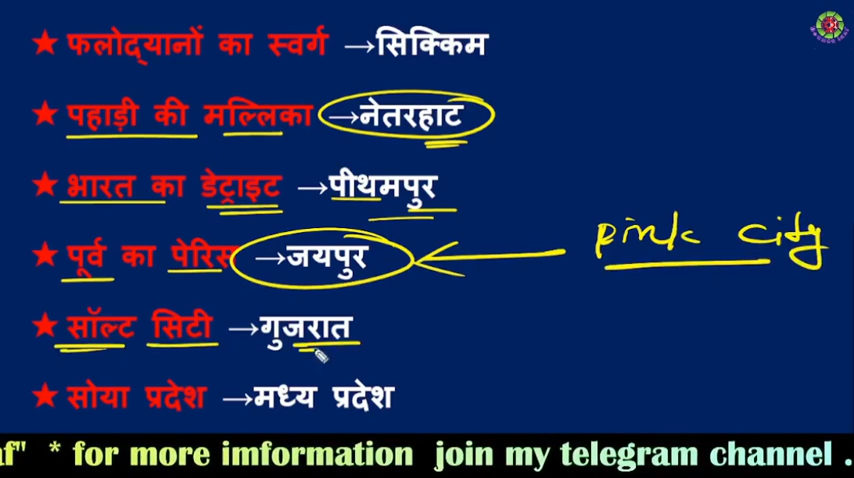 ★ फलोद्यानों का स्वर्ग →सिक्किम
★ पहाड़ी की मल्लिका →नेतरहाट
★ भारत का डेट्राइट →पीथमपुर
★ पूर्व का पेरिस →जयपुर
pink city
★ सॉल्ट सिटी →गुजरात
★ सोया प्रदेश →मध्य प्रदेश
af" * for more imformation join my telegram channel .